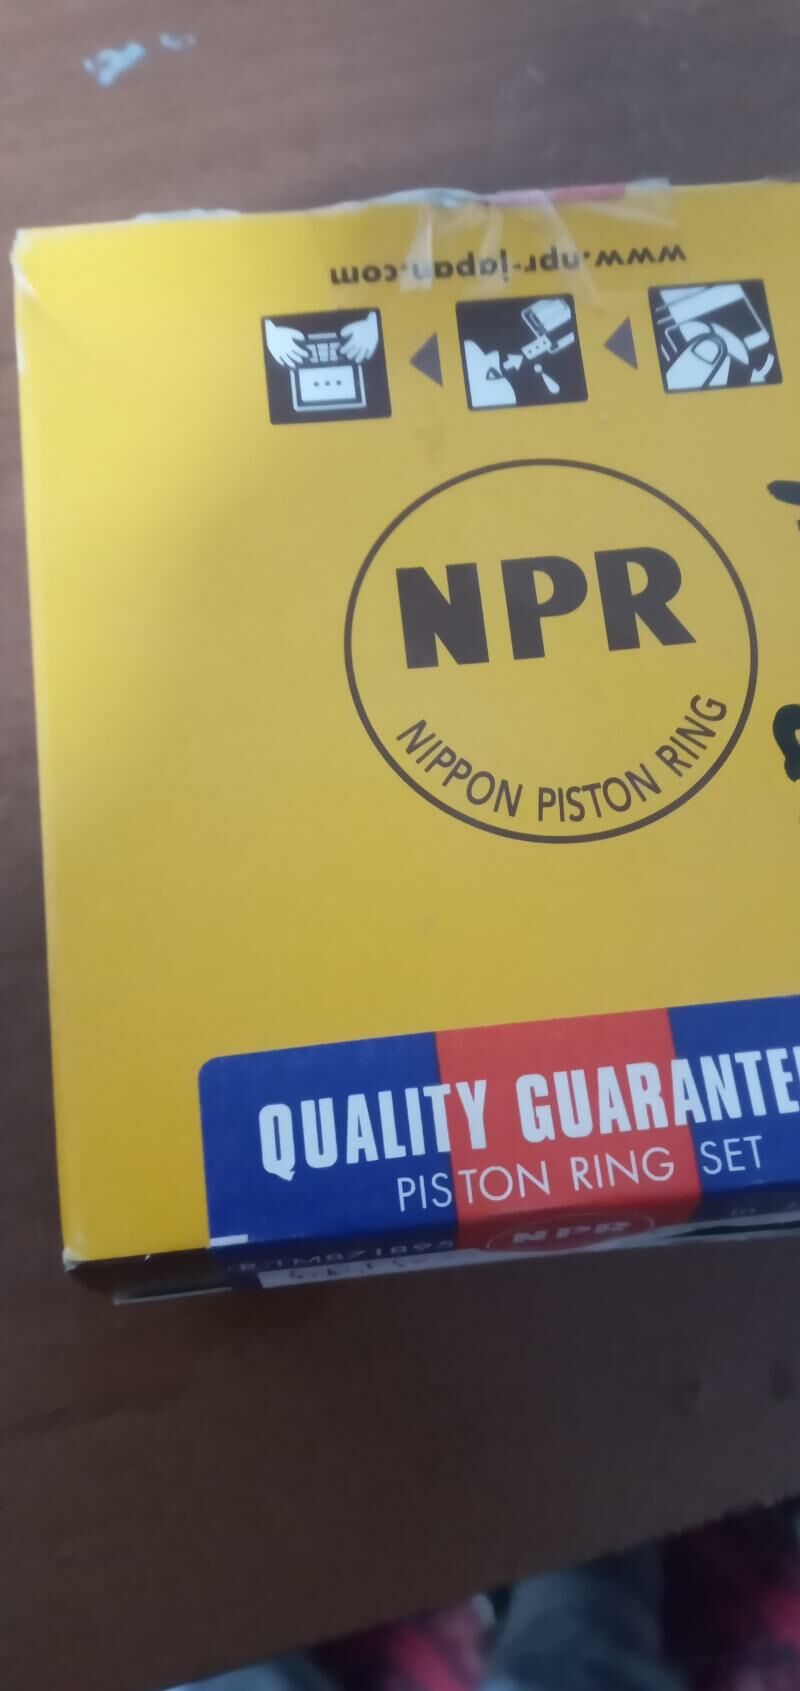 www.npr-japan.com
NPR
NIPPON PISTON RING
QUALITY GUARANTE
PISTON RING SET
NPR